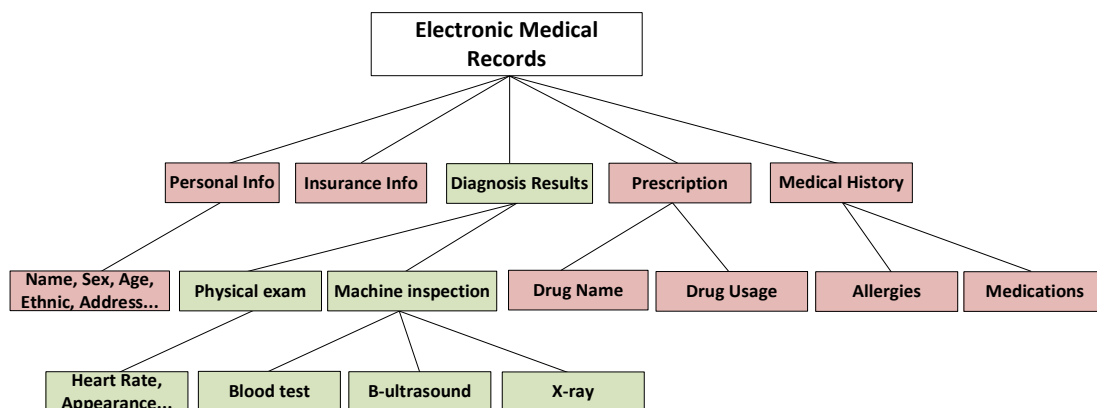 Electronic Medical
Records
Personal Info
Insurance Info
Diagnosis Results
Prescription
Medical History
Name, Sex, Age,
Ethnic, Address...
Physical exam
Machine inspection
Drug Name
Drug Usage
Allergies
Medications
Heart Rate,
Appearance...
Blood test
B-ultrasound
X-ray